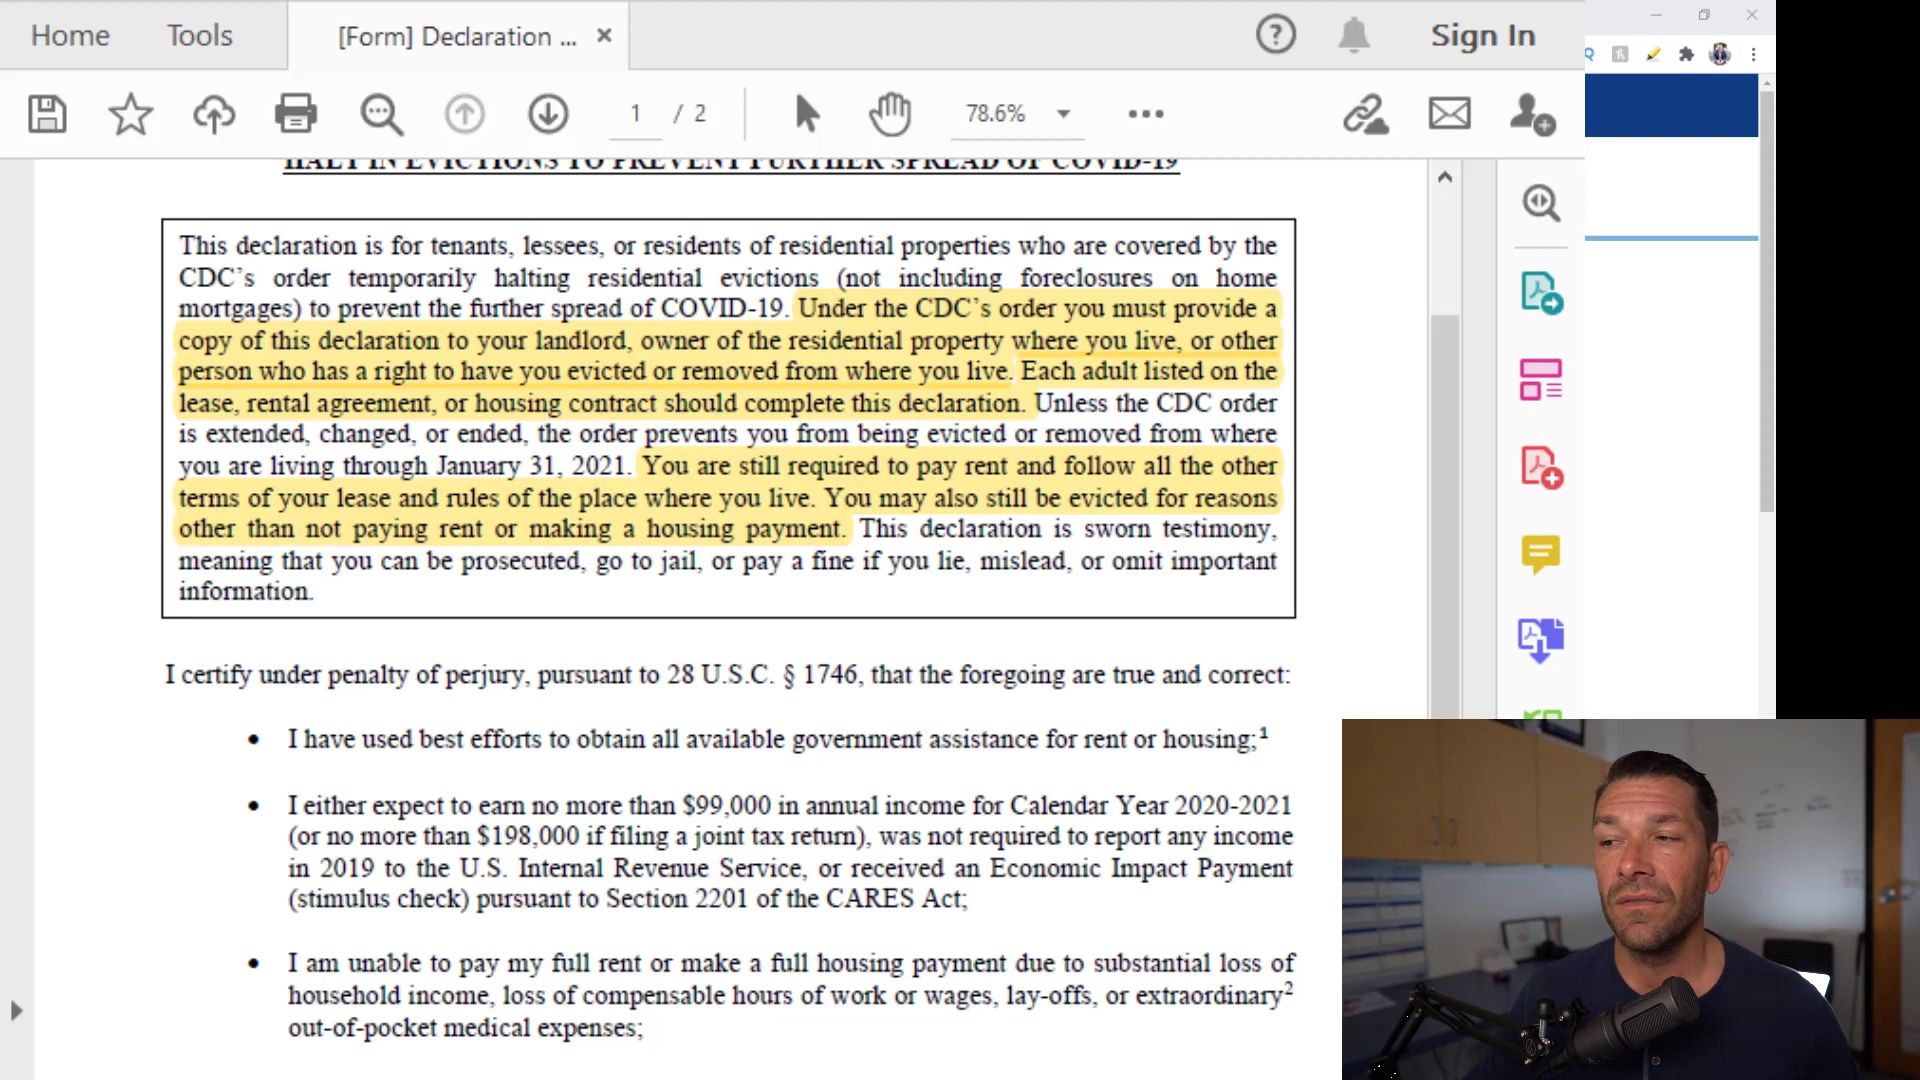 Home Tools [Form] Declaration ... × Sign In
1 / 2 78.6%
HALT IN EVICTIONS TO PREVENT FURTHER SPREAD OF COVID-19
This declaration is for tenants, lessees, or residents of residential properties who are covered by the
CDC's order temporarily halting residential evictions (not including foreclosures on home
mortgages) to prevent the further spread of COVID-19. Under the CDC's order you must provide a
copy of this declaration to your landlord, owner of the residential property where you live, or other
person who has a right to have you evicted or removed from where you live. Each adult listed on the
lease, rental agreement, or housing contract should complete this declaration. Unless the CDC order
is extended, changed, or ended, the order prevents you from being evicted or removed from where
you are living through January 31, 2021. You are still required to pay rent and follow all the other
terms of your lease and rules of the place where you live. You may also still be evicted for reasons
other than not paying rent or making a housing payment. This declaration is sworn testimony,
meaning that you can be prosecuted, go to jail, or pay a fine if you lie, mislead, or omit important
information.
I certify under penalty of perjury, pursuant to 28 U.S.C. § 1746, that the foregoing are true and correct:
• I have used best efforts to obtain all available government assistance for rent or housing;¹
• I either expect to earn no more than $99,000 in annual income for Calendar Year 2020-2021
(or no more than $198,000 if filing a joint tax return), was not required to report any income
in 2019 to the U.S. Internal Revenue Service, or received an Economic Impact Payment
(stimulus check) pursuant to Section 2201 of the CARES Act;
• I am unable to pay my full rent or make a full housing payment due to substantial loss of
household income, loss of compensable hours of work or wages, lay-offs, or extraordinary²
out-of-pocket medical expenses;